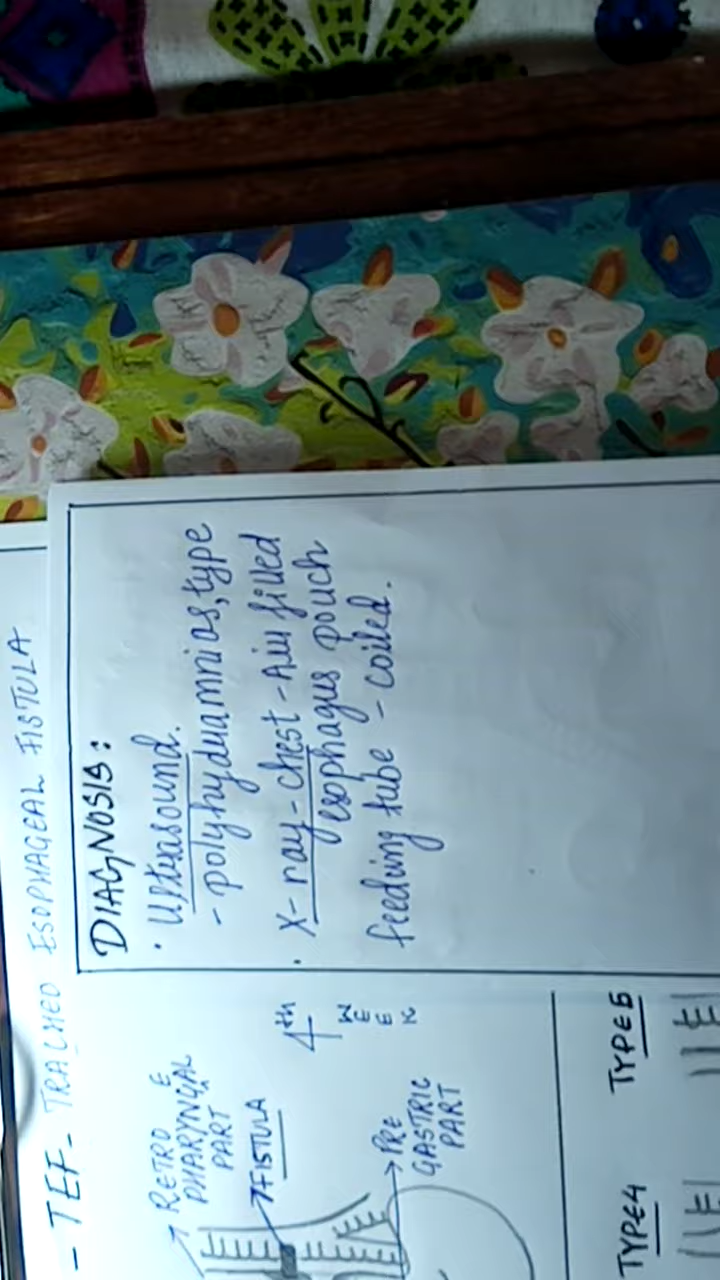 - TEF - TRACHEO ESOPHAGEAL FISTULA
DIAGNOSIS:
· Ultrasound.
- polyhydramnios, type
· X-ray-chest - Air filled
esophagus pouch
feeding tube - coiled.
RETRO
PHARYNGEAL
PART
FISTULA
4th
WEEK
PRE
GASTRIC
PART
TYPE4
TYPE5